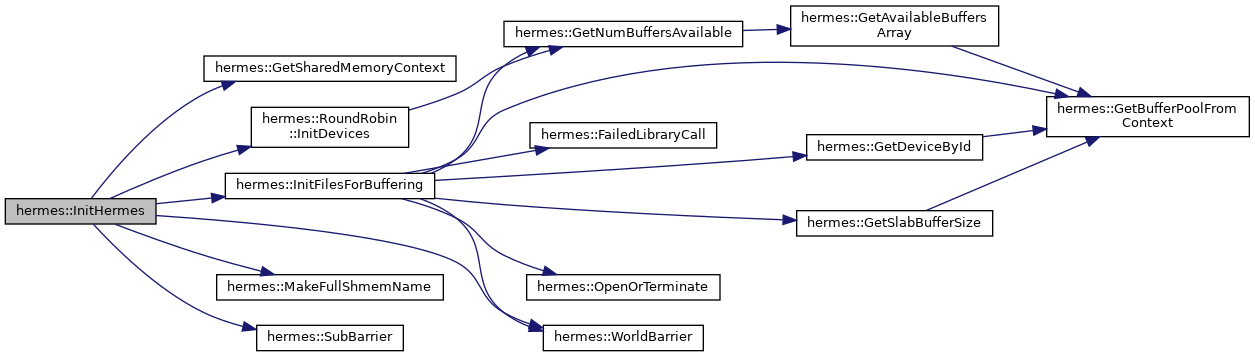 hermes::InitHermes
hermes::GetSharedMemoryContext
hermes::RoundRobin
::InitDevices
hermes::InitFilesForBuffering
hermes::MakeFullShmemName
hermes::SubBarrier
hermes::GetNumBuffersAvailable
hermes::FailedLibraryCall
hermes::OpenOrTerminate
hermes::WorldBarrier
hermes::GetAvailableBuffers
Array
hermes::GetDeviceById
hermes::GetSlabBufferSize
hermes::GetBufferPoolFrom
Context